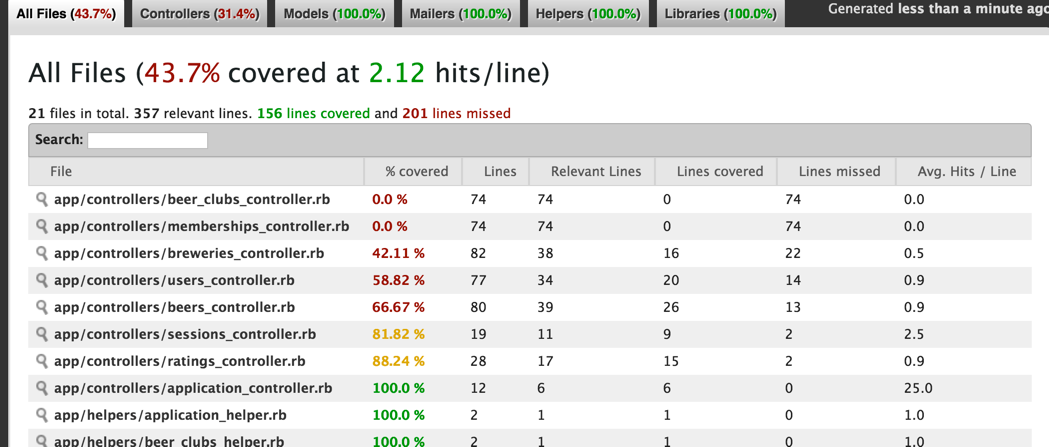 All Files (43.7%) Controllers (31.4%) Models (100.0%) Mailers (100.0%) Helpers (100.0%) Libraries (100.0%) Generated less than a minute ago
All Files (43.7% covered at 2.12 hits/line)
21 files in total. 357 relevant lines. 156 lines covered and 201 lines missed
Search:
File % covered Lines Relevant Lines Lines covered Lines missed Avg. Hits / Line
app/controllers/beer_clubs_controller.rb 0.0 % 74 74 0 74 0.0
app/controllers/memberships_controller.rb 0.0 % 74 74 0 74 0.0
app/controllers/breweries_controller.rb 42.11 % 82 38 16 22 0.5
app/controllers/users_controller.rb 58.82 % 77 34 20 14 0.9
app/controllers/beers_controller.rb 66.67 % 80 39 26 13 0.9
app/controllers/sessions_controller.rb 81.82 % 19 11 9 2 2.5
app/controllers/ratings_controller.rb 88.24 % 28 17 15 2 0.9
app/controllers/application_controller.rb 100.0 % 12 6 6 0 25.0
app/helpers/application_helper.rb 100.0 % 2 1 1 0 1.0
app/helpers/beer_clubs_helper.rb 100.0 % 2 1 1 0 1.0